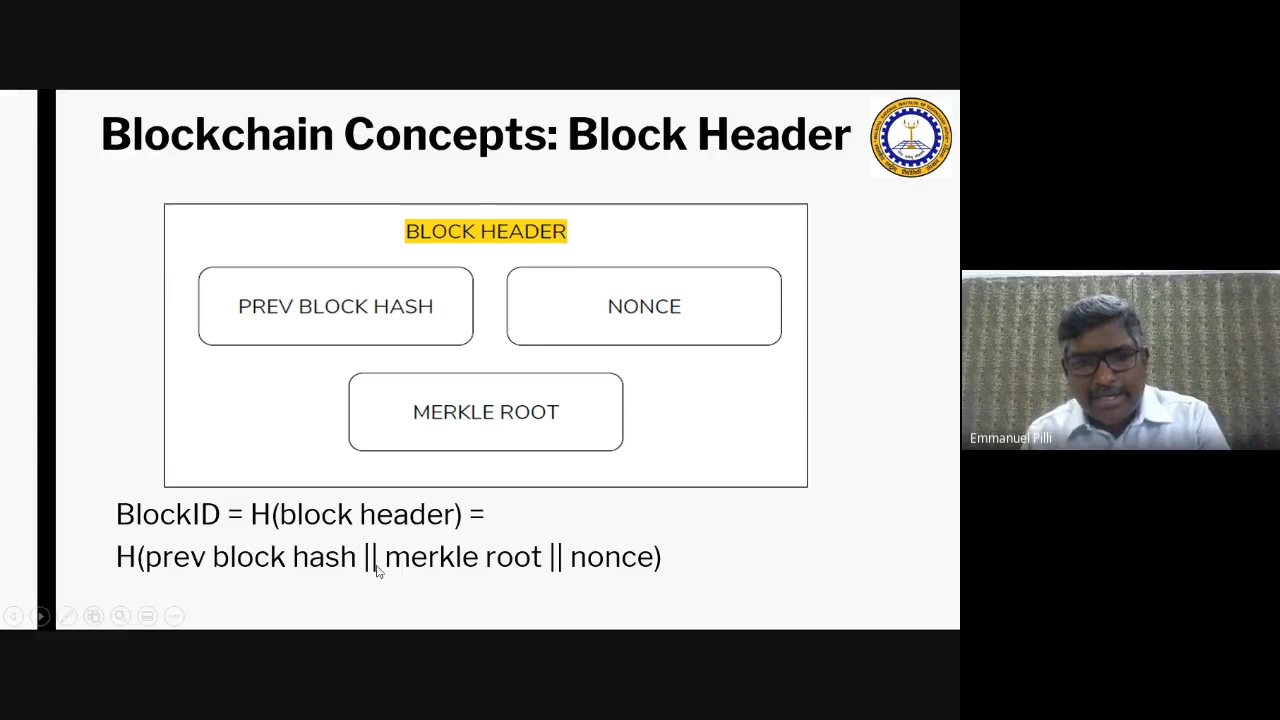 Blockchain Concepts: Block Header
BLOCK HEADER
PREV BLOCK HASH
NONCE
MERKLE ROOT
BlockID = H(block header) =
H(prev block hash || merkle root || nonce)
Emmanuel Pilli